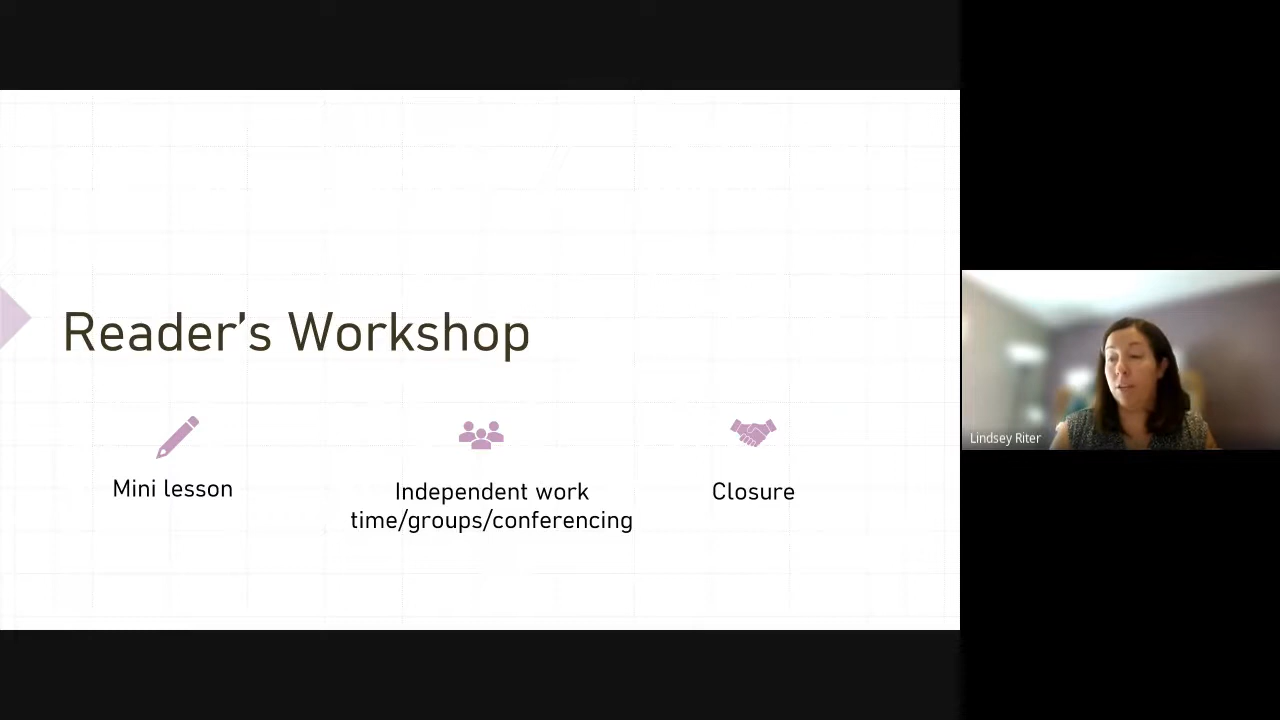 Reader's Workshop
Mini lesson
Independent work
time/groups/conferencing
Closure
Lindsey Riter